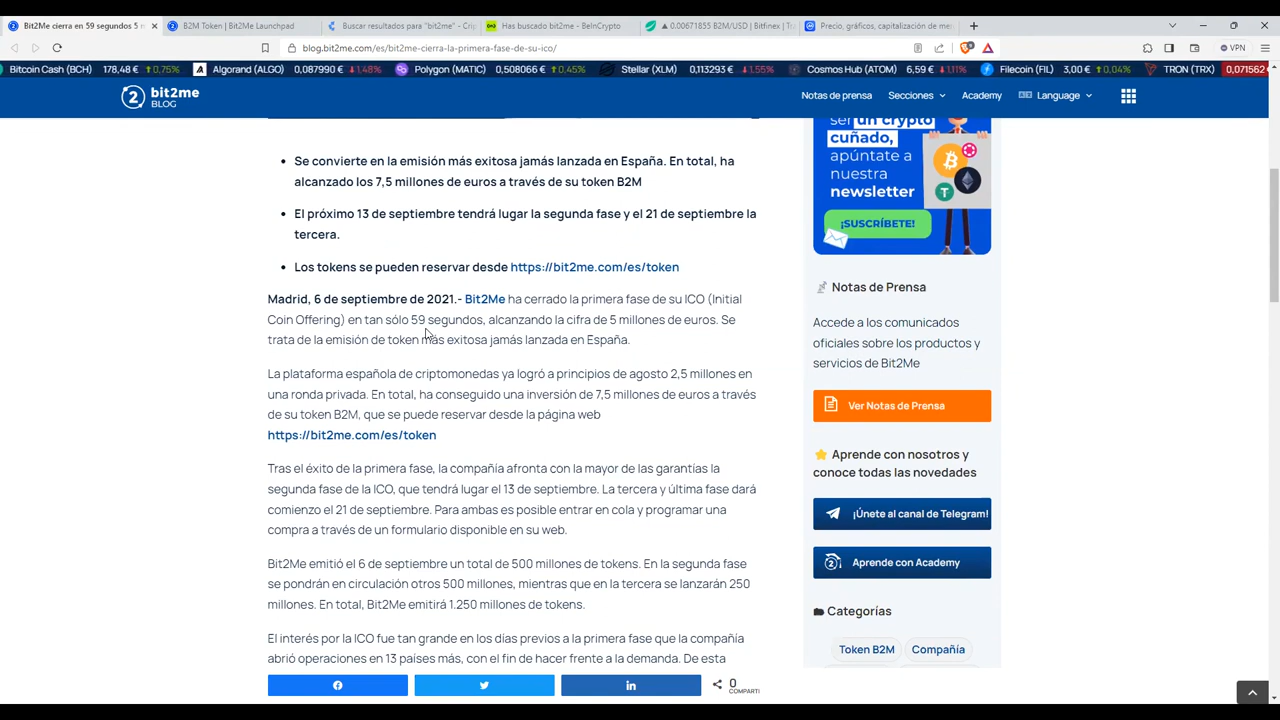 Bit2Me cierra en 59 segundos 5 m
B2M Token | Bit2Me Launchpad
Buscar resultados para "bit2me" - Crip
Has buscado bit2me - BeInCrypto
▲ 0.00671855 B2M/USD | Bitfinex | Tra
Precio, gráficos, capitalización de me
blog.bit2me.com/es/bit2me-cierra-la-primera-fase-de-su-ico/
VPN
Bitcoin Cash (BCH) 178,48 € ▲0,75% Algorand (ALGO) 0,087990 € ▼1,48% Polygon (MATIC) 0,508066 € ▲0,45% Stellar (XLM) 0,113293 € ▼1,55% Cosmos Hub (ATOM) 6,59 € ▼1,11% Filecoin (FIL) 3,00 € ▲0,04% TRON (TRX) 0,071562
bit2me
BLOG
Notas de prensa Secciones Academy Language
Se convierte en la emisión más exitosa jamás lanzada en España. En total, ha
alcanzado los 7,5 millones de euros a través de su token B2M
El próximo 13 de septiembre tendrá lugar la segunda fase y el 21 de septiembre la
tercera.
Los tokens se pueden reservar desde https://bit2me.com/es/token
Madrid, 6 de septiembre de 2021.- Bit2Me ha cerrado la primera fase de su ICO (Initial
Coin Offering) en tan sólo 59 segundos, alcanzando la cifra de 5 millones de euros. Se
trata de la emisión de token más exitosa jamás lanzada en España.
La plataforma española de criptomonedas ya logró a principios de agosto 2,5 millones en
una ronda privada. En total, ha conseguido una inversión de 7,5 millones de euros a través
de su token B2M, que se puede reservar desde la página web
https://bit2me.com/es/token
Tras el éxito de la primera fase, la compañía afronta con la mayor de las garantías la
segunda fase de la ICO, que tendrá lugar el 13 de septiembre. La tercera y última fase dará
comienzo el 21 de septiembre. Para ambas es posible entrar en cola y programar una
compra a través de un formulario disponible en su web.
Bit2Me emitió el 6 de septiembre un total de 500 millones de tokens. En la segunda fase
se pondrán en circulación otros 500 millones, mientras que en la tercera se lanzarán 250
millones. En total, Bit2Me emitirá 1.250 millones de tokens.
El interés por la ICO fue tan grande en los días previos a la primera fase que la compañía
abrió operaciones en 13 países más, con el fin de hacer frente a la demanda. De esta
0
COMPARTI
ser un crypto
cuñado,
apúntate a
nuestra
newsletter
¡SUSCRÍBETE!
Notas de Prensa
Accede a los comunicados
oficiales sobre los productos y
servicios de Bit2Me
Ver Notas de Prensa
Aprende con nosotros y
conoce todas las novedades
¡Únete al canal de Telegram!
Aprende con Academy
Categorías
Token B2M Compañía